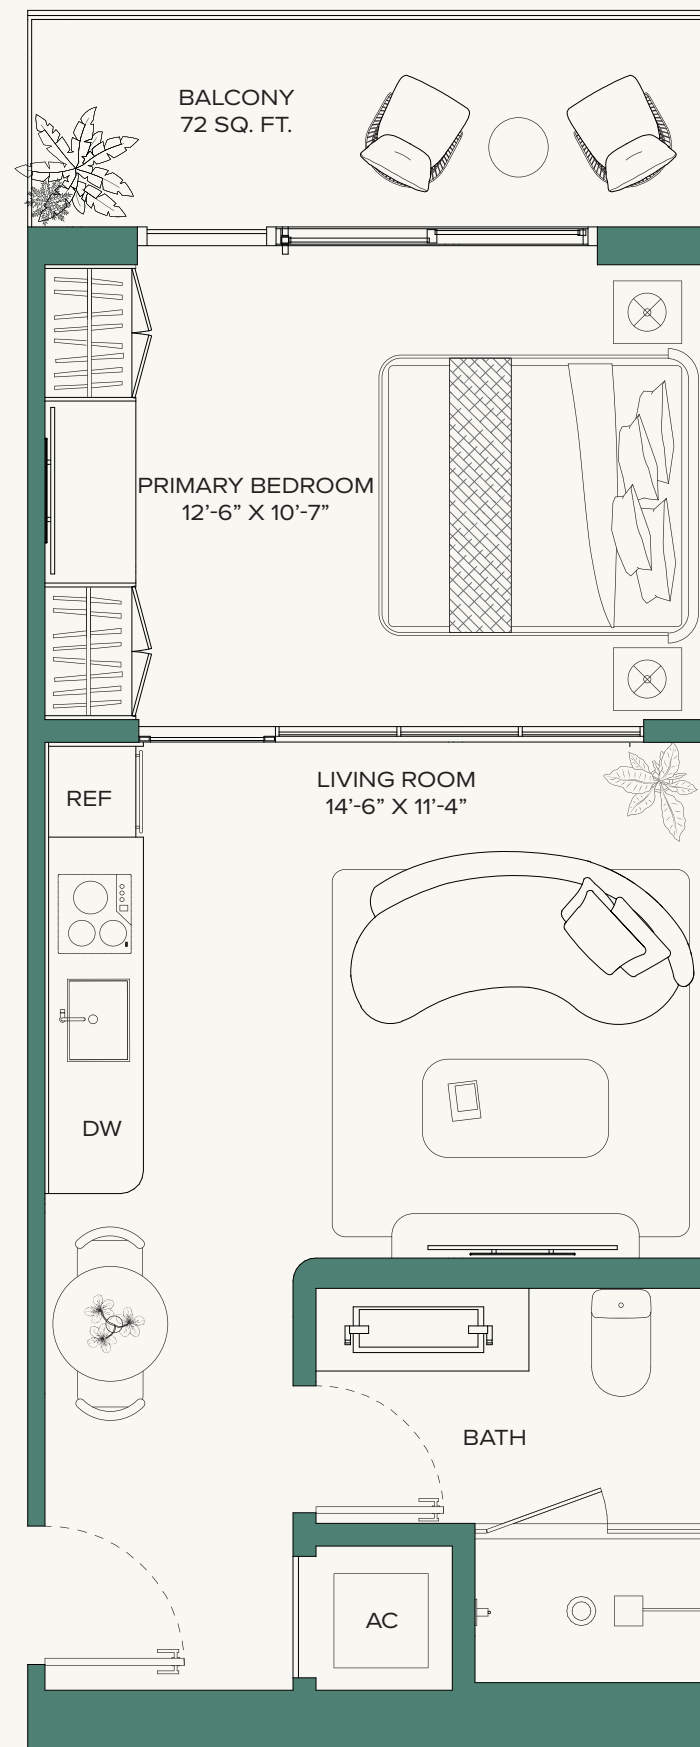 BALCONY
72 SQ. FT.
PRIMARY BEDROOM
12’-6” X 10’-7”
LIVING ROOM
14’-6” X 11’-4”
REF
DW
BATH
AC